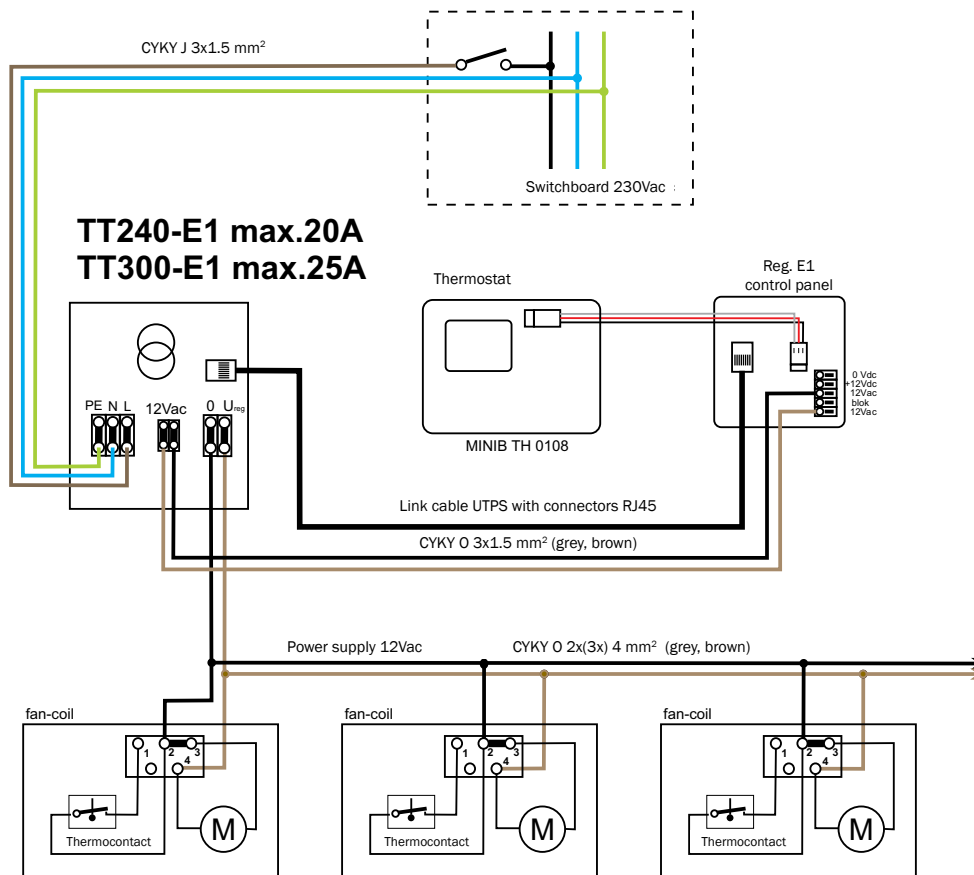 CYKY J 3x1.5 mm²
Switchboard 230Vac :
TT240-E1 max.20A
TT300-E1 max.25A
Thermostat
Reg. E1
control panel
0 Vdc
+12Vdc
12Vac
blok
12Vac
PE N L 12Vac 0 Ureg
MINIB TH 0108
Link cable UTPS with connectors RJ45
CYKY O 3x1.5 mm² (grey, brown)
Power supply 12Vac CYKY O 2x(3x) 4 mm² (grey, brown)
fan-coil
1
2
3
4
Thermocontact
M
fan-coil
1
2
3
4
Thermocontact
M
fan-coil
1
2
3
4
Thermocontact
M